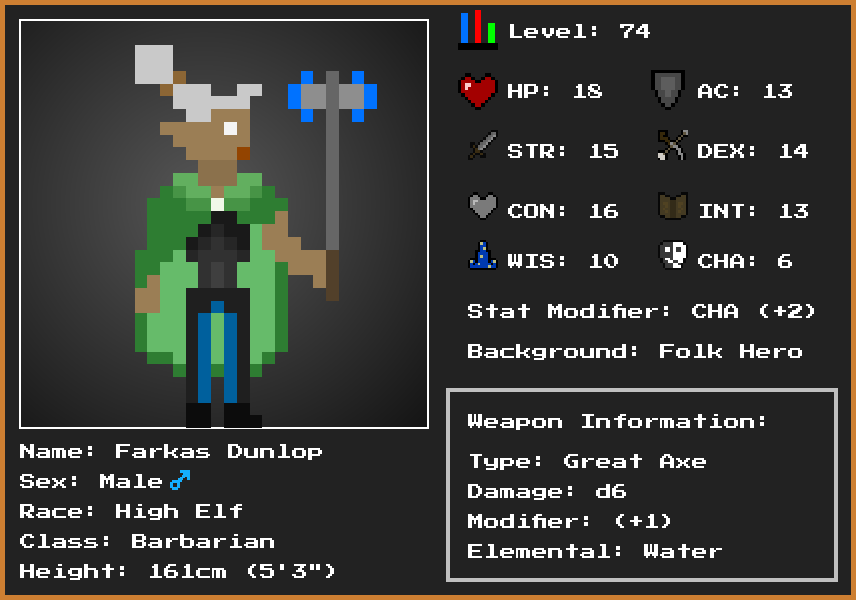 Level: 74
HP: 18
AC: 13
STR: 15
DEX: 14
CON: 16
INT: 13
WIS: 10
CHA: 6
Stat Modifier: CHA (+2)
Background: Folk Hero
Weapon Information:
Type: Great Axe
Damage: d6
Modifier: (+1)
Elemental: Water
Name: Farkas Dunlop
Sex: Male♂
Race: High Elf
Class: Barbarian
Height: 161cm (5'3")